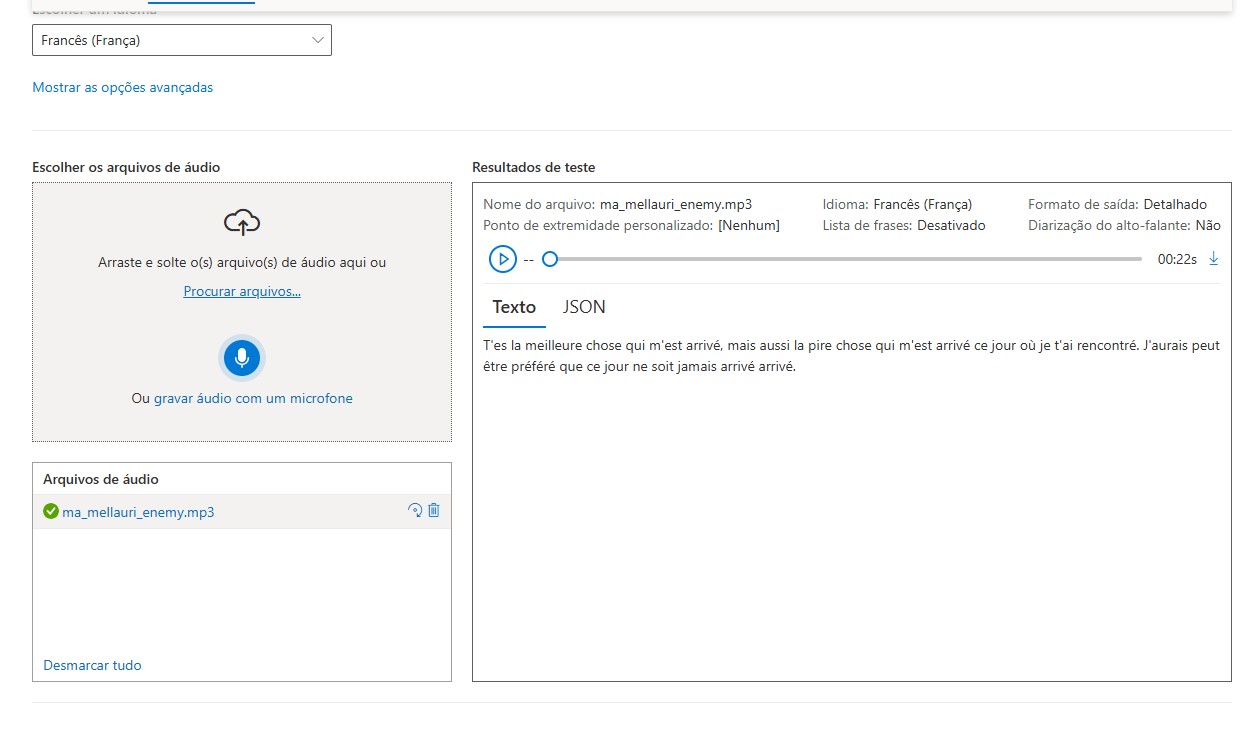 Escolher um idioma
Francês (França)
Mostrar as opções avançadas
Escolher os arquivos de áudio
Arraste e solte o(s) arquivo(s) de áudio aqui ou
Procurar arquivos...
Ou gravar áudio com um microfone
Arquivos de áudio
ma_mellauri_enemy.mp3
Desmarcar tudo
Resultados de teste
Nome do arquivo: ma_mellauri_enemy.mp3 Idioma: Francês (França) Formato de saída: Detalhado
Ponto de extremidade personalizado: [Nenhum] Lista de frases: Desativado Diarização do alto-falante: Não
-- 00:22s
Texto JSON
T'es la meilleure chose qui m'est arrivé, mais aussi la pire chose qui m'est arrivé ce jour où je t'ai rencontré. J'aurais peut
être préféré que ce jour ne soit jamais arrivé arrivé.